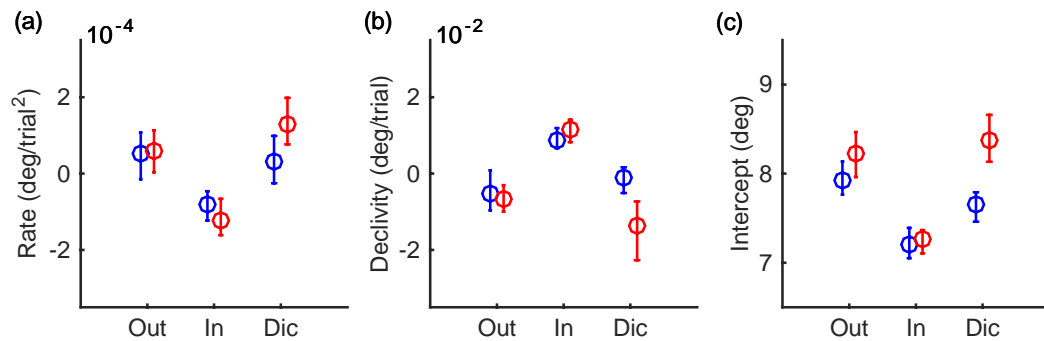 (a)
10^-4
Rate (deg/trial^2)
2
0
-2
Out In Dic
(b)
10^-2
Declivity (deg/trial)
2
0
-2
Out In Dic
(c)
Intercept (deg)
9
8
7
Out In Dic